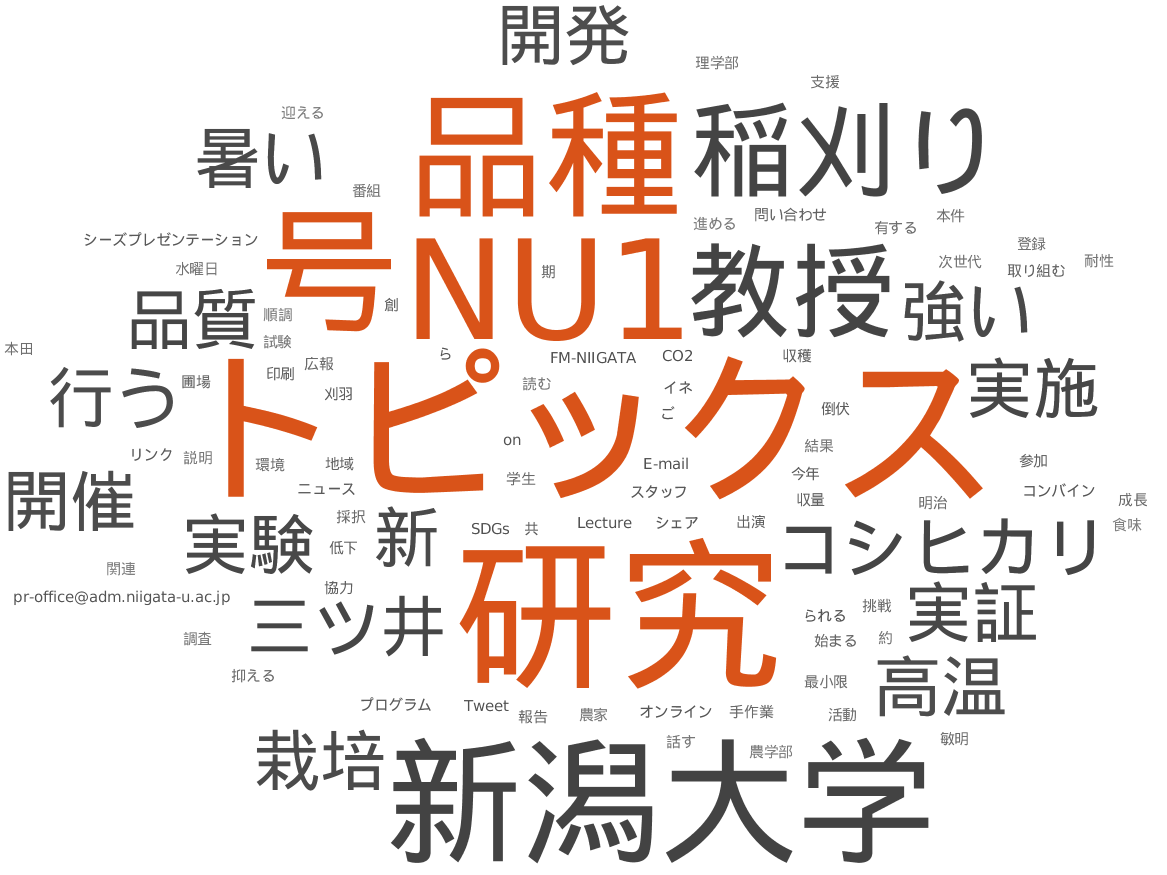 開発
理学部
支援
品種
稲刈り
迎える
暑い
番組
進める
問い合わせ
有する
本件
シーズプレゼンテーション
号
NU1
教授
登録
水曜日
期
次世代
取り組む
耐性
品質
創
強い
順調
試験
本田
ら
FM-NIIGATA
CO2
収穫
広報
印刷
圃場
行う
刈羽
読む
イネ
ご
倒伏
実施
トピックス
on
結果
リンク
説明
環境
地域
E-mail
今年
参加
学生
ニュース
スタッフ
収量
コンバイン
開催
明治
成長
実験
採択
新
SDGs
共
Lecture
シェア
出演
コシヒカリ
食味
低下
関連
協力
研究
pr-office@adm.niigata-u.ac.jp
三ツ井
られる
挑戦
実証
調査
始まる
約
抑える
最小限
高温
プログラム
Tweet
報告
農家
オンライン
手作業
活動
栽培
話す
農学部
敏明
新潟大学